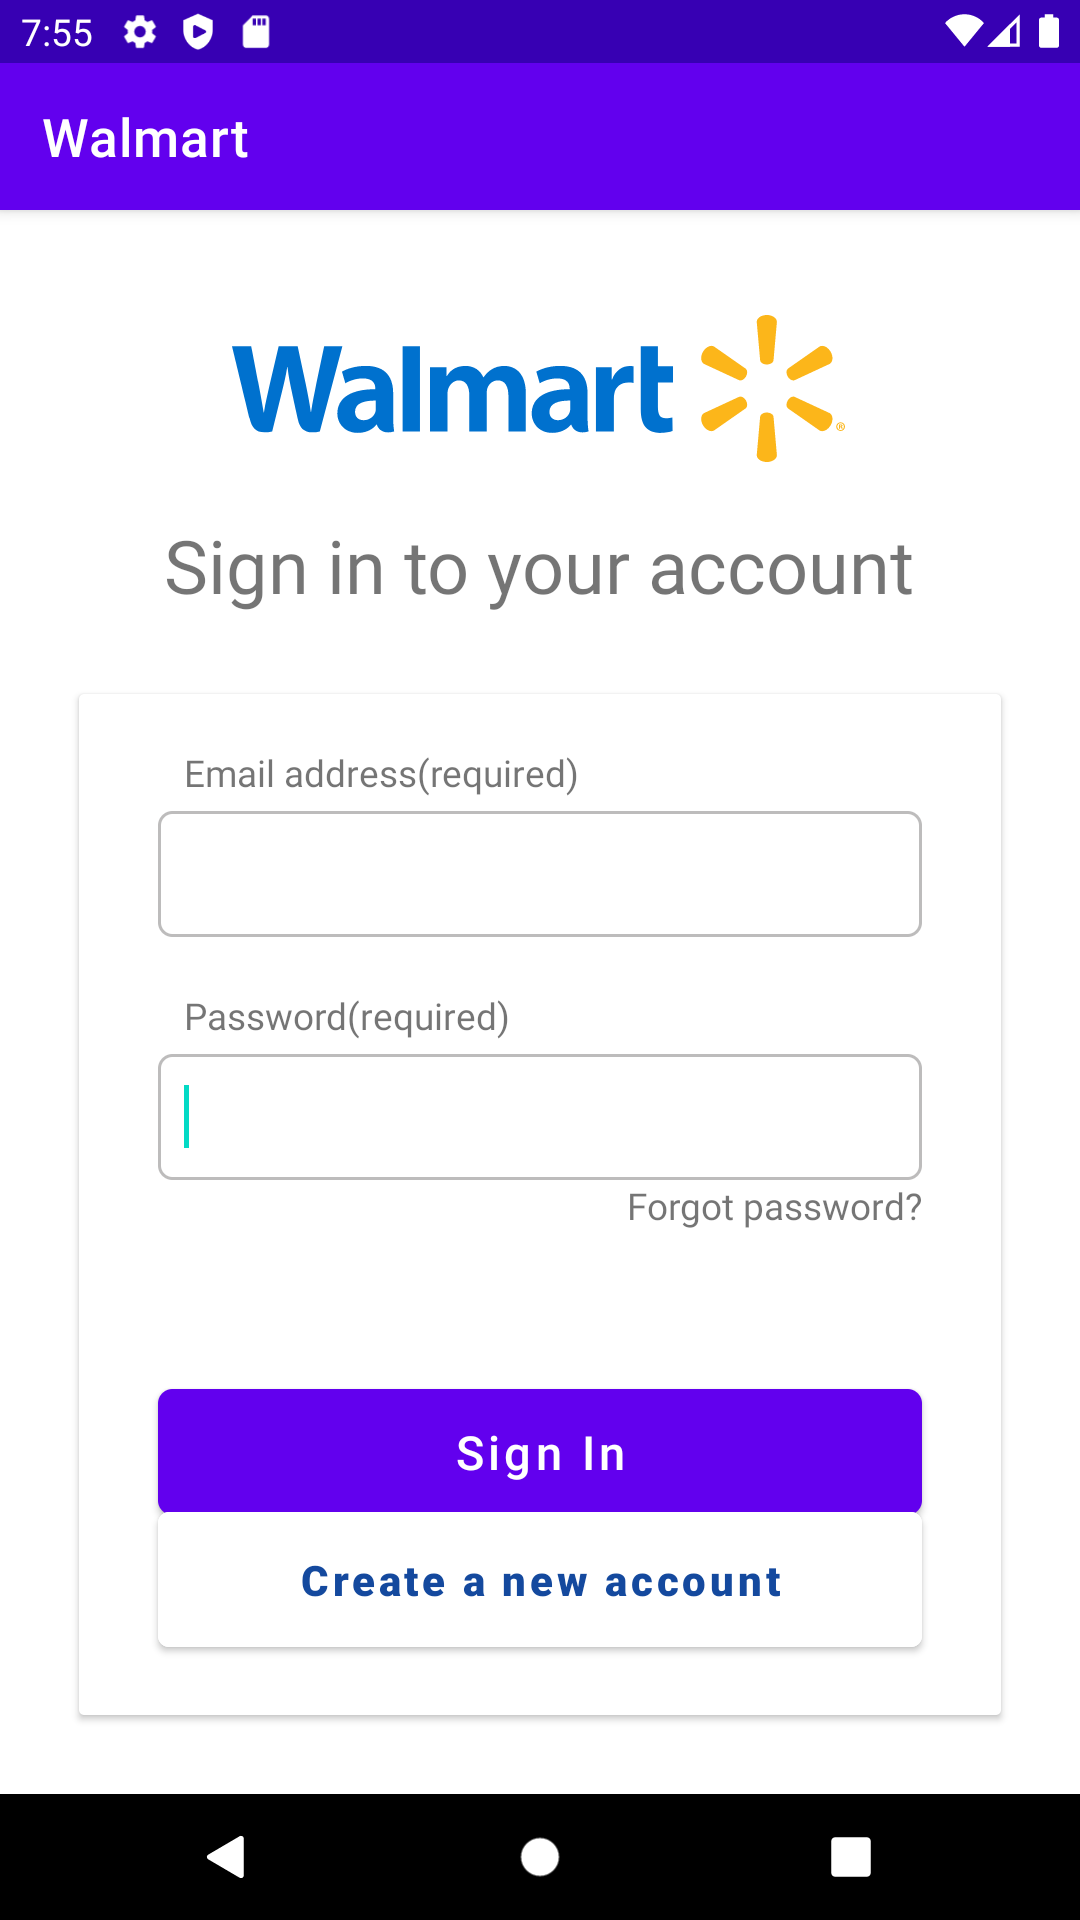 7:55
Walmart
Walmart
®
Sign in to your account
Email address(required)
Password(required)
Forgot password?
Sign In
Create a new account